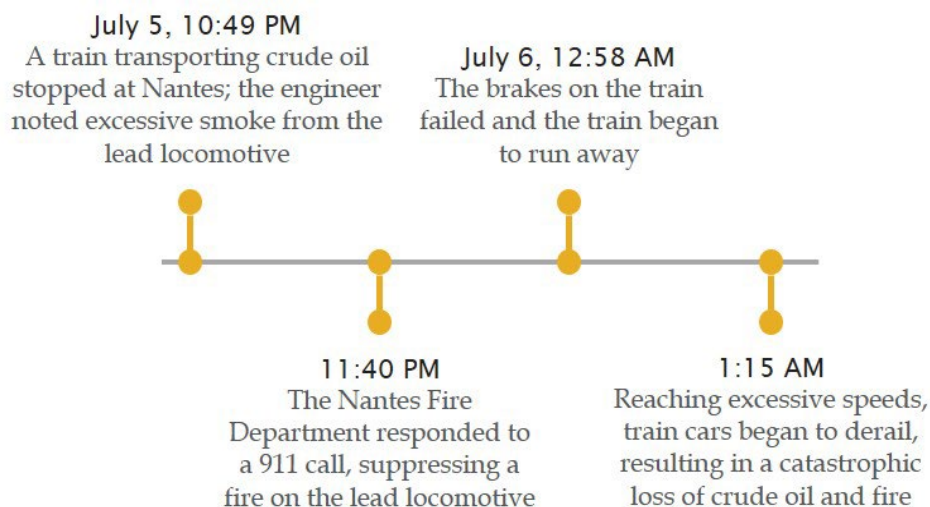 July 5, 10:49 PM
A train transporting crude oil
stopped at Nantes; the engineer
noted excessive smoke from the
lead locomotive
11:40 PM
The Nantes Fire
Department responded to
a 911 call, suppressing a
fire on the lead locomotive
July 6, 12:58 AM
The brakes on the train
failed and the train began
to run away
1:15 AM
Reaching excessive speeds,
train cars began to derail,
resulting in a catastrophic
loss of crude oil and fire